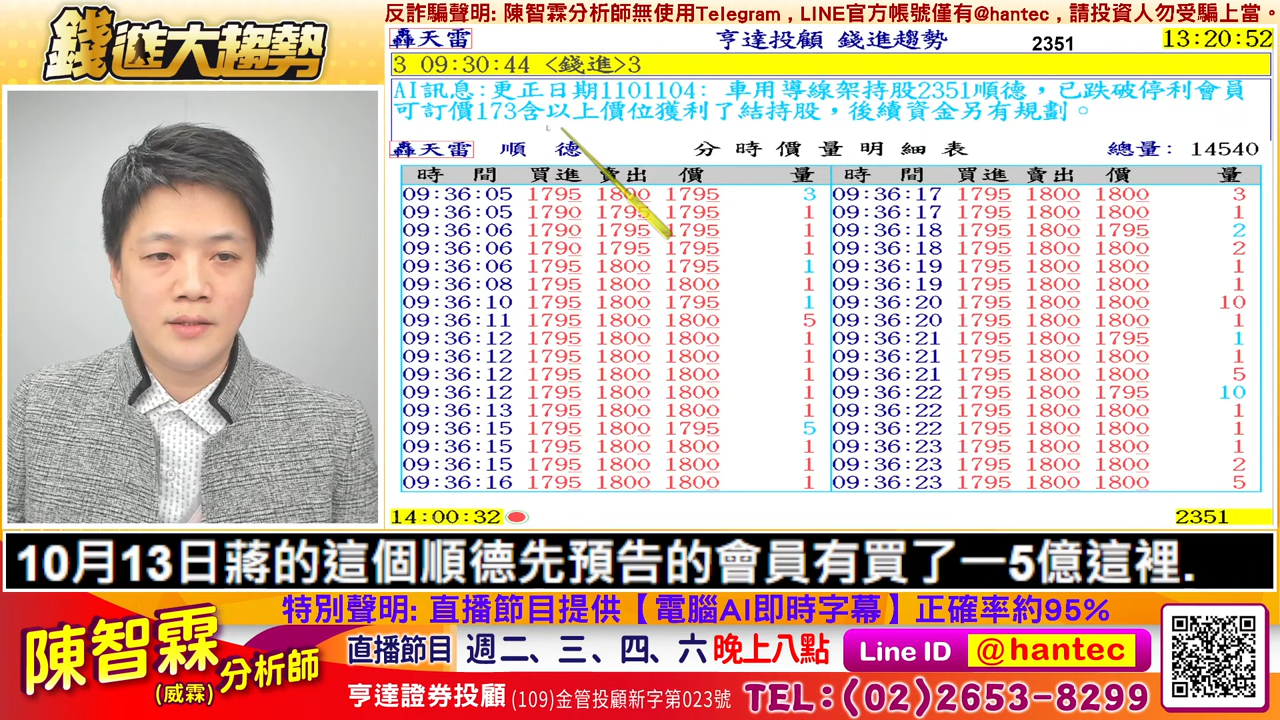 反詐騙聲明: 陳智霖分析師無使用Telegram , LINE官方帳號僅有@hantec , 請投資人勿受騙上當。
錢進大趨勢
轟天雷 亨達投顧 錢進趨勢 2351 13:20:52
3 09:30:44 <錢進>3
AI訊息:更正日期1101104: 車用導線架持股2351順德，已跌破停利會員
可訂價173含以上價位獲利了結持股，後續資金另有規劃。
轟天雷 順 德 分時價量明細表 總量: 14540
時 間 買進 賣出 價 量 時 間 買進 賣出 價 量
09:36:05 1795 1800 1795 3 09:36:17 1795 1800 1800 3
09:36:05 1790 1795 1795 1 09:36:17 1795 1800 1800 1
09:36:06 1790 1795 1795 1 09:36:18 1795 1800 1795 2
09:36:06 1790 1795 1795 1 09:36:18 1795 1800 1800 2
09:36:06 1795 1800 1795 1 09:36:19 1795 1800 1800 1
09:36:08 1795 1800 1800 1 09:36:19 1795 1800 1800 1
09:36:10 1795 1800 1795 1 09:36:20 1795 1800 1800 10
09:36:11 1795 1800 1800 5 09:36:20 1795 1800 1800 1
09:36:12 1795 1800 1800 1 09:36:21 1795 1800 1795 1
09:36:12 1795 1800 1800 1 09:36:21 1795 1800 1800 1
09:36:12 1795 1800 1800 1 09:36:21 1795 1800 1800 5
09:36:12 1795 1800 1800 1 09:36:22 1795 1800 1795 10
09:36:13 1795 1800 1800 1 09:36:22 1795 1800 1800 1
09:36:15 1795 1800 1795 5 09:36:22 1795 1800 1800 1
09:36:15 1795 1800 1800 1 09:36:23 1795 1800 1800 1
09:36:15 1795 1800 1800 1 09:36:23 1795 1800 1800 2
09:36:16 1795 1800 1800 1 09:36:23 1795 1800 1800 5
14:00:32 2351
10月13日蔣的這個順德先預告的會員有買了一5億這裡.
特別聲明: 直播節目提供【電腦AI即時字幕】正確率約95%
陳智霖 (威霖) 分析師
直播節目 週二、三、四、六 晚上八點 Line ID @hantec
亨達證券投顧 (109)金管投顧新字第023號 TEL:(02)2653-8299